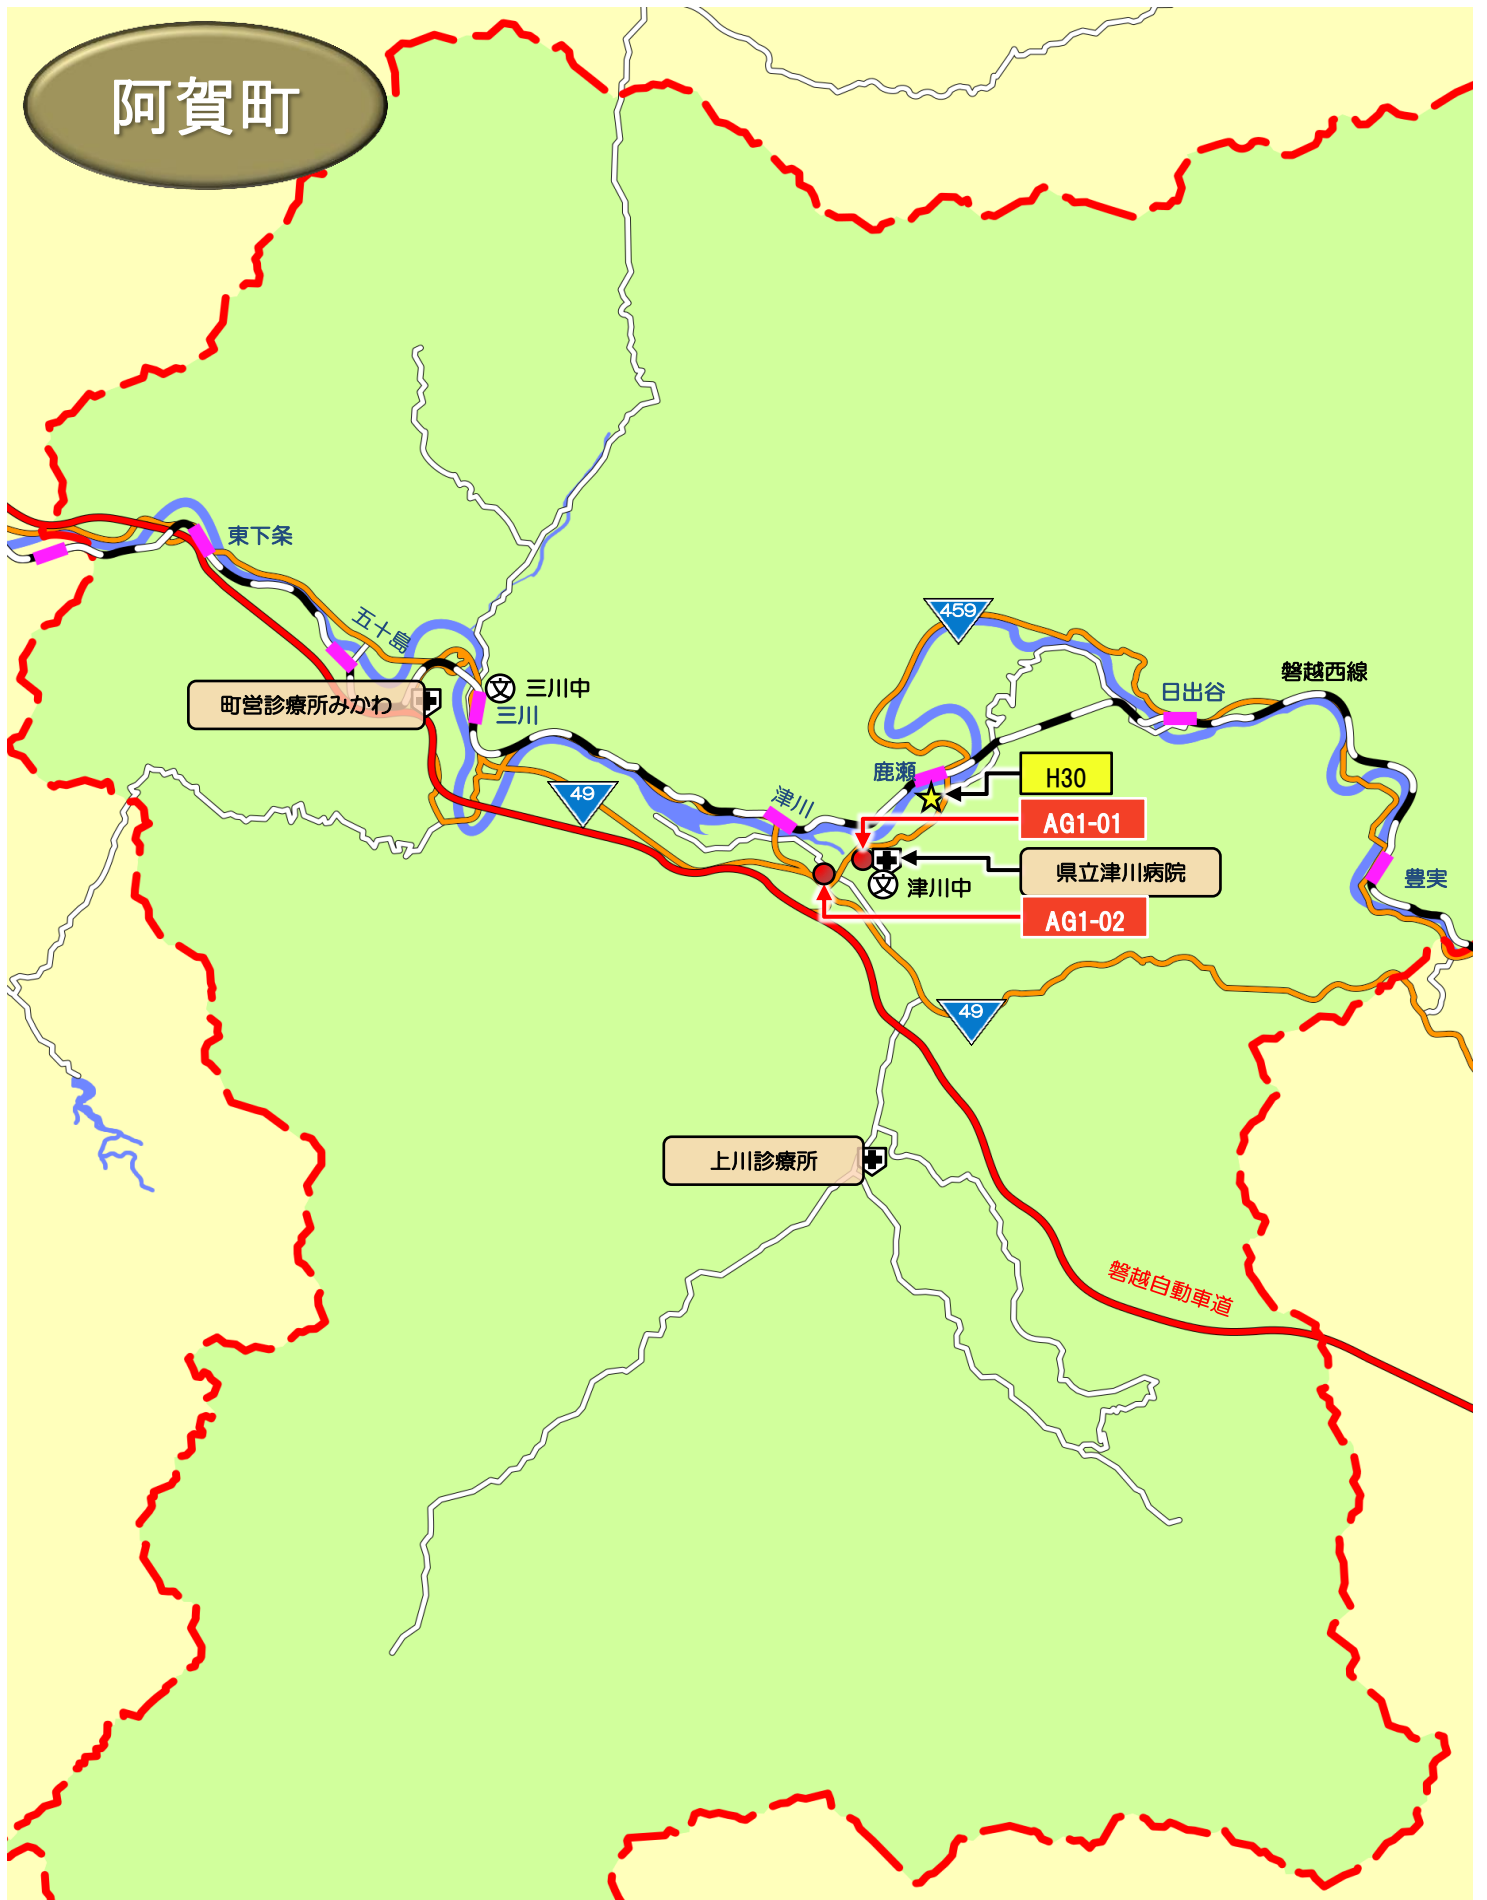 阿賀町
東下条
五十島
459
磐越西線
三川中
日出谷
町営診療所みかわ
三川
鹿瀬
H30
49
津川
AG1-01
県立津川病院
豊実
津川中
AG1-02
49
上川診療所
磐越自動車道
文
文